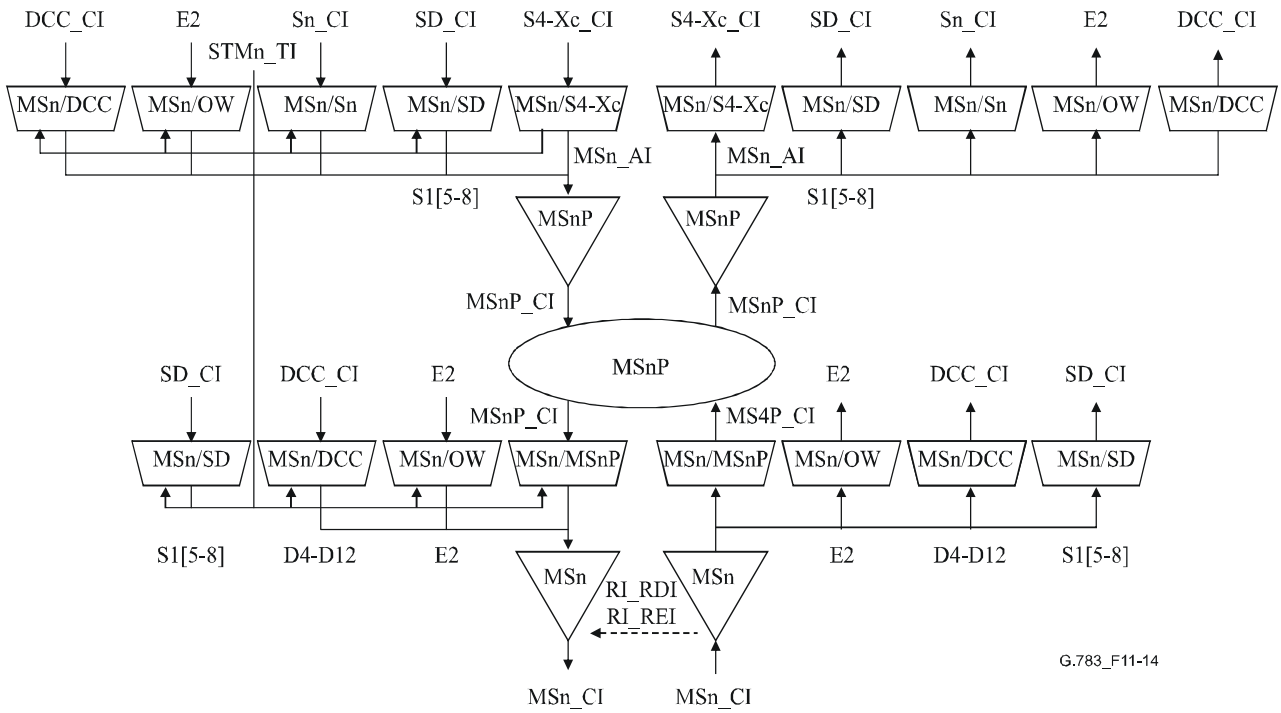 DCC_CI E2 Sn_CI SD_CI S4-Xc_CI S4-Xc_CI SD_CI Sn_CI E2 DCC_CI
STMn_TI
MSn/DCC MSn/OW MSn/Sn MSn/SD MSn/S4-Xc MSn/S4-Xc MSn/SD MSn/Sn MSn/OW MSn/DCC
MSn_AI MSn_AI
S1[5-8] S1[5-8]
MSnP MSnP
MSnP_CI MSnP_CI
MSnP
SD_CI DCC_CI E2 E2 DCC_CI SD_CI
MSnP_CI MS4P_CI
MSn/SD MSn/DCC MSn/OW MSn/MSnP MSn/MSnP MSn/OW MSn/DCC MSn/SD
S1[5-8] D4-D12 E2 E2 D4-D12 S1[5-8]
MSn MSn
RI_RDI
RI_REI
G.783_F11-14
MSn_CI MSn_CI